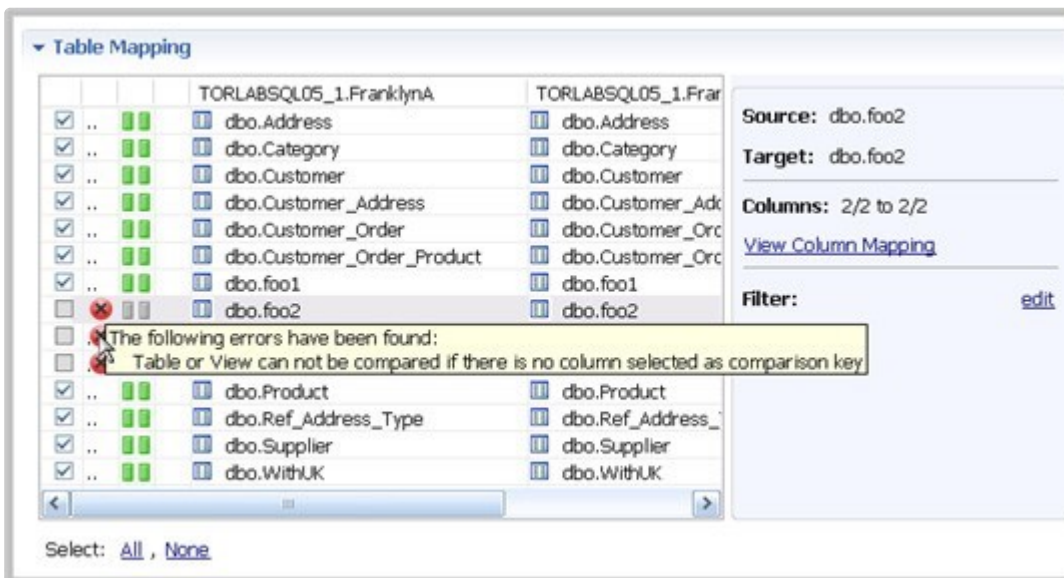 Table Mapping
TORLABSQL05_1.FranklynA TORLABSQL05_1.Fran
.. dbo.Address dbo.Address
.. dbo.Category dbo.Category
.. dbo.Customer dbo.Customer
.. dbo.Customer_Address dbo.Customer_Adc
.. dbo.Customer_Order dbo.Customer_Orc
.. dbo.Customer_Order_Product dbo.Customer_Orc
.. dbo.foo1 dbo.foo1
dbo.foo2 dbo.foo2
The following errors have been found:
Table or View can not be compared if there is no column selected as comparison key
.. dbo.Product dbo.Product
.. dbo.Ref_Address_Type dbo.Ref_Address_
.. dbo.Supplier dbo.Supplier
.. dbo.WithUK dbo.WithUK
Source: dbo.foo2
Target: dbo.foo2
Columns: 2/2 to 2/2
View Column Mapping
Filter: edit
Select: All , None